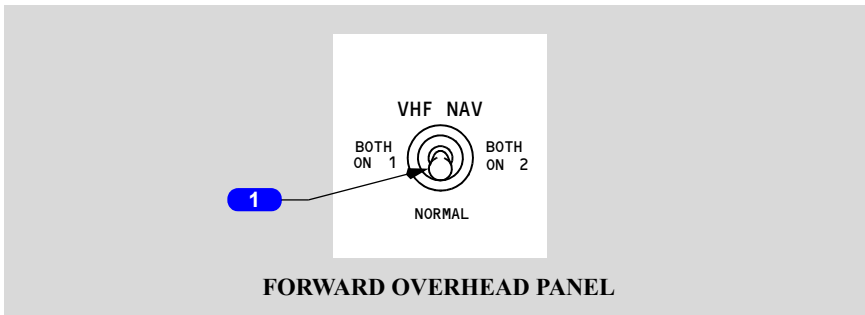 VHF NAV
BOTH ON 1
BOTH ON 2
NORMAL
1
FORWARD OVERHEAD PANEL